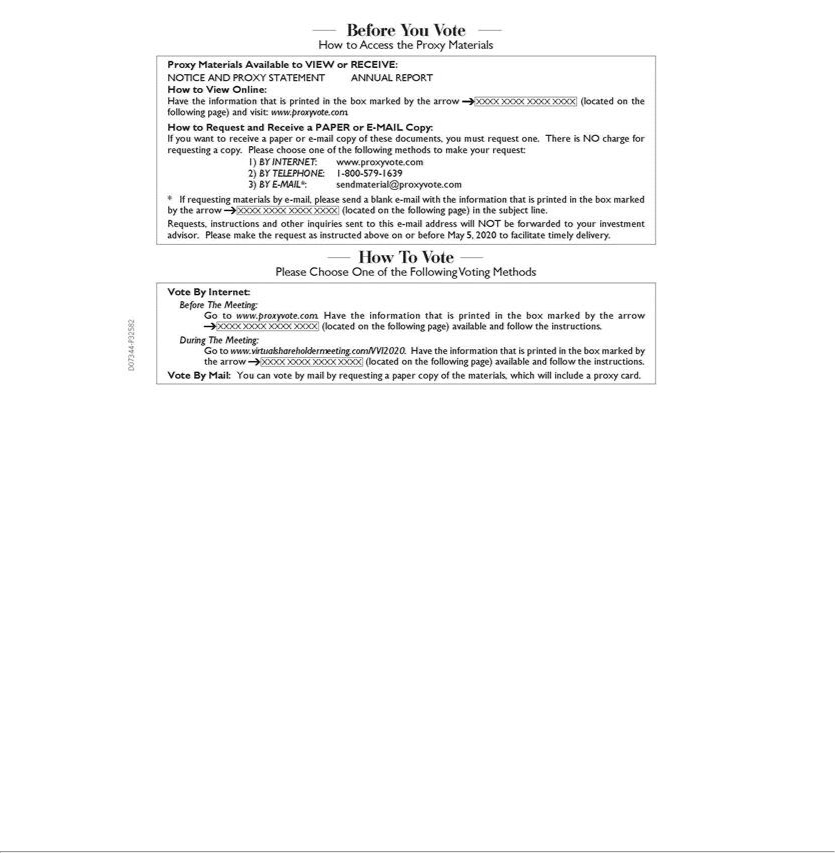 Before You Vote
How to Access the Proxy Materials
Proxy Materials Available to VIEW or RECEIVE:
NOTICE AND PROXY STATEMENT ANNUAL REPORT
How to View Online:
Have the information that is printed in the box marked by the arrow ➔XXXX XXXX XXXX XXXX (located on the
following page) and visit: www.proxyvote.com.
How to Request and Receive a PAPER or E-MAIL Copy:
If you want to receive a paper or e-mail copy of these documents, you must request one. There is NO charge for
requesting a copy. Please choose one of the following methods to make your request:
1) BY INTERNET: www.proxyvote.com
2) BY TELEPHONE: 1-800-579-1639
3) BY E-MAIL*: sendmaterial@proxyvote.com
* If requesting materials by e-mail, please send a blank e-mail with the information that is printed in the box marked
by the arrow ➔XXXX XXXX XXXX XXXX (located on the following page) in the subject line.
Requests, instructions and other inquiries sent to this e-mail address will NOT be forwarded to your investment
advisor. Please make the request as instructed above on or before May 5, 2020 to facilitate timely delivery.
How To Vote
Please Choose One of the Following Voting Methods
Vote By Internet:
Before The Meeting:
Go to www.proxyvote.com. Have the information that is printed in the box marked by the arrow
➔XXXX XXXX XXXX XXXX (located on the following page) available and follow the instructions.
During The Meeting:
Go to www.virtualshareholdermeeting.com/VVI2020. Have the information that is printed in the box marked by
the arrow ➔XXXX XXXX XXXX XXXX (located on the following page) available and follow the instructions.
Vote By Mail: You can vote by mail by requesting a paper copy of the materials, which will include a proxy card.
D07344-P32582